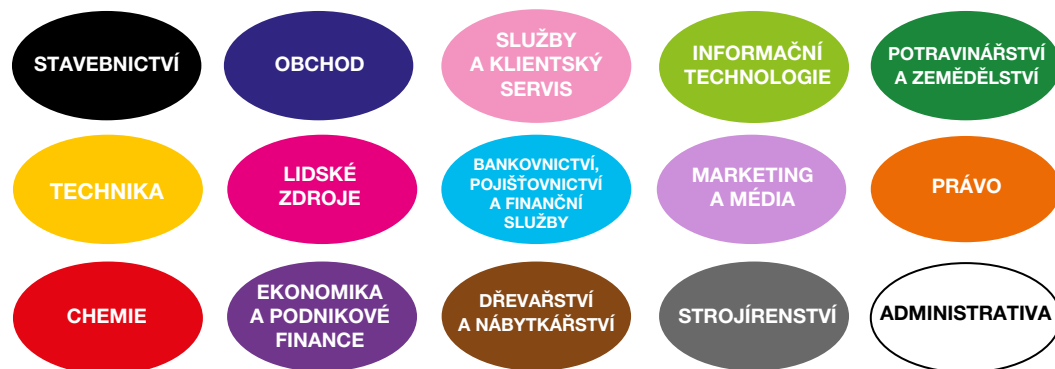 STAVEBNICTVÍ
OBCHOD
SLUŽBY
A KLIENTSKÝ
SERVIS
INFORMAČNÍ
TECHNOLOGIE
POTRAVINÁŘSTVÍ
A ZEMĚDĚLSTVÍ
TECHNIKA
LIDSKÉ
ZDROJE
BANKOVNICTVÍ,
POJIŠŤOVNICTVÍ
A FINANČNÍ
SLUŽBY
MARKETING
A MÉDIA
PRÁVO
CHEMIE
EKONOMIKA
A PODNIKOVÉ
FINANCE
DŘEVAŘSTVÍ
A NÁBYTKÁŘSTVÍ
STROJÍRENSTVÍ
ADMINISTRATIVA